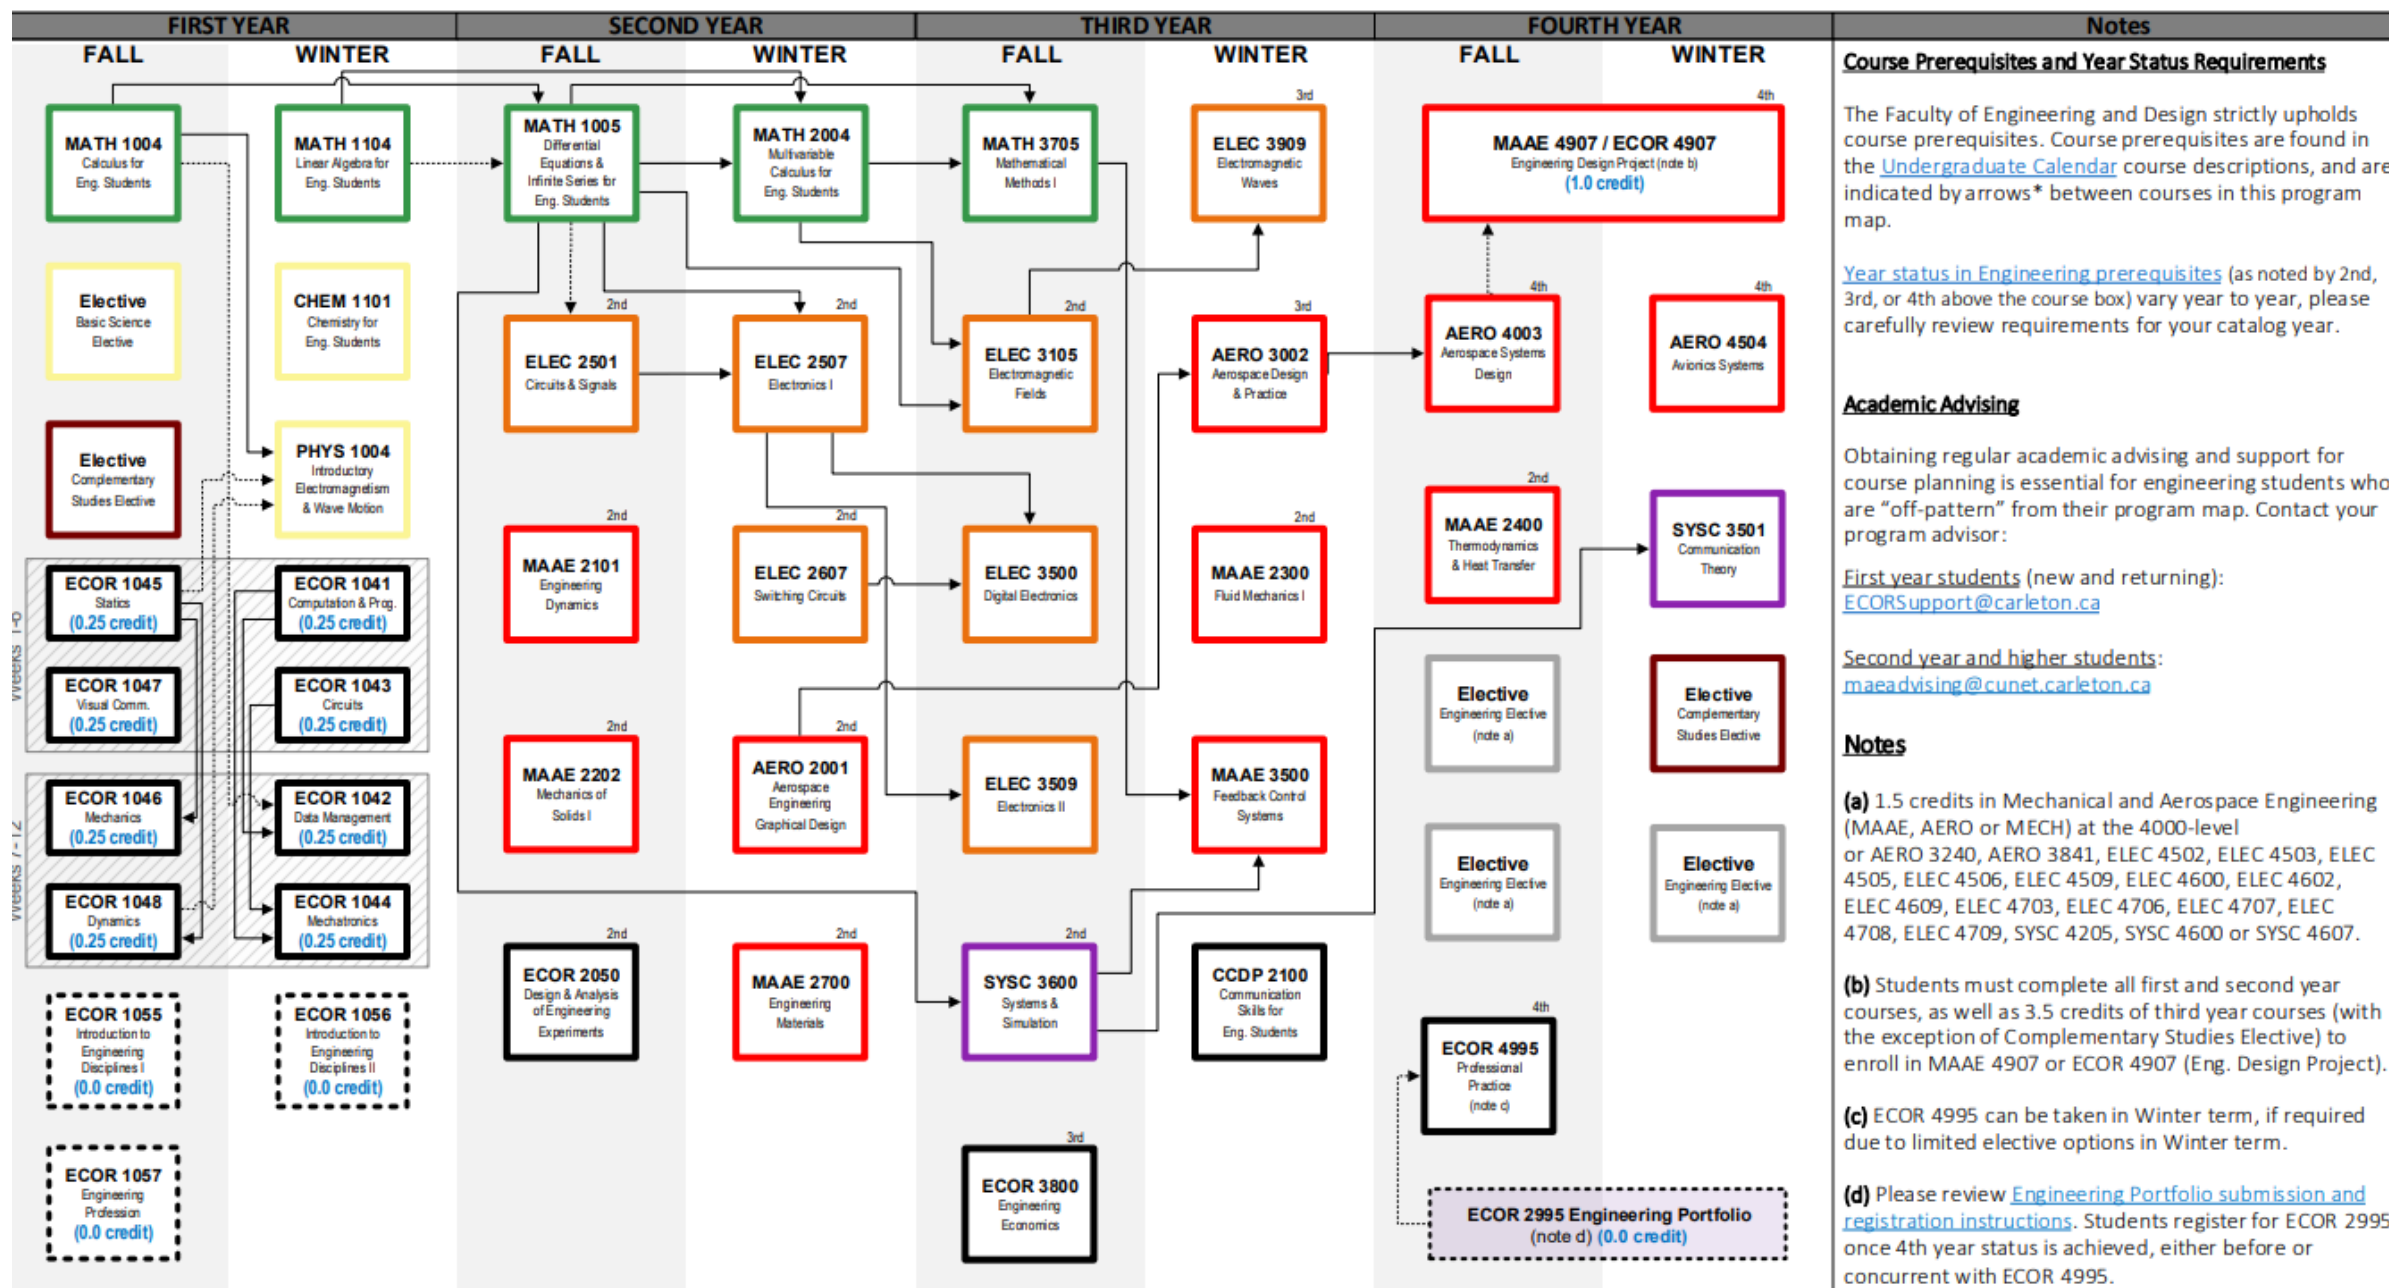 FIRST YEAR
SECOND YEAR
THIRD YEAR
FOURTH YEAR
Notes
FALL
WINTER
FALL
WINTER
FALL
WINTER
FALL
WINTER
MATH 1004
Calculus for
Eng. Students
MATH 1104
Linear Algebra for
Eng. Students
MATH 1005
Differential
Equations &
Infinite Series for
Eng. Students
MATH 2004
Multivariable
Calculus for
Eng. Students
MATH 3705
Mathematical
Methods I
3rd
ELEC 3909
Electromagnetic
Waves
4th
MAAE 4907 / ECOR 4907
Engineering Design Project (note b)
(1.0 credit)
Elective
Basic Science
Elective
CHEM 1101
Chemistry for
Eng. Students
2nd
ELEC 2501
Circuits & Signals
2nd
ELEC 2507
Electronics I
2nd
ELEC 3105
Electromagnetic
Fields
3rd
AERO 3002
Aerospace Design
& Practice
4th
AERO 4003
Aerospace Systems
Design
4th
AERO 4504
Avionics Systems
Elective
Complementary
Studies Elective
PHYS 1004
Introductory
Electromagnetism
& Wave Motion
2nd
MAAE 2101
Engineering
Dynamics
2nd
ELEC 2607
Switching Circuits
ELEC 3500
Digital Electronics
2nd
MAAE 2300
Fluid Mechanics I
2nd
MAAE 2400
Thermodynamics
& Heat Transfer
SYSC 3501
Communication
Theory
Weeks 1-6
ECOR 1045
Statics
(0.25 credit)
ECOR 1041
Computation & Prog.
(0.25 credit)
ECOR 1047
Visual Comm.
(0.25 credit)
ECOR 1043
Circuits
(0.25 credit)
Weeks 7-12
ECOR 1046
Mechanics
(0.25 credit)
ECOR 1042
Data Management
(0.25 credit)
ECOR 1048
Dynamics
(0.25 credit)
ECOR 1044
Mechatronics
(0.25 credit)
2nd
MAAE 2202
Mechanics of
Solids I
2nd
AERO 2001
Aerospace
Engineering
Graphical Design
ELEC 3509
Electronics II
MAAE 3500
Feedback Control
Systems
Elective
Engineering Elective
(note a)
Elective
Complementary
Studies Elective
Elective
Engineering Elective
(note a)
Elective
Engineering Elective
(note a)
2nd
ECOR 2050
Design & Analysis
of Engineering
Experiments
2nd
MAAE 2700
Engineering
Materials
2nd
SYSC 3600
Systems &
Simulation
CCDP 2100
Communication
Skills for
Eng. Students
ECOR 1055
Introduction to
Engineering
Disciplines I
(0.0 credit)
ECOR 1056
Introduction to
Engineering
Disciplines II
(0.0 credit)
4th
ECOR 4995
Professional
Practice
(note c)
ECOR 1057
Engineering
Profession
(0.0 credit)
3rd
ECOR 3800
Engineering
Economics
ECOR 2995 Engineering Portfolio
(note d) (0.0 credit)
Course Prerequisites and Year Status Requirements
The Faculty of Engineering and Design strictly upholds
course prerequisites. Course prerequisites are found in
the Undergraduate Calendar course descriptions, and are
indicated by arrows* between courses in this program
map.
Year status in Engineering prerequisites (as noted by 2nd,
3rd, or 4th above the course box) vary year to year, please
carefully review requirements for your catalog year.
Academic Advising
Obtaining regular academic advising and support for
course planning is essential for engineering students who
are “off-pattern” from their program map. Contact your
program advisor:
First year students (new and returning):
ECORSupport@carleton.ca
Second year and higher students:
maeadvising@cunet.carleton.ca
Notes
(a) 1.5 credits in Mechanical and Aerospace Engineering
(MAAE, AERO or MECH) at the 4000-level
or AERO 3240, AERO 3841, ELEC 4502, ELEC 4503, ELEC
4505, ELEC 4506, ELEC 4509, ELEC 4600, ELEC 4602,
ELEC 4609, ELEC 4703, ELEC 4706, ELEC 4707, ELEC
4708, ELEC 4709, SYSC 4205, SYSC 4600 or SYSC 4607.
(b) Students must complete all first and second year
courses, as well as 3.5 credits of third year courses (with
the exception of Complementary Studies Elective) to
enroll in MAAE 4907 or ECOR 4907 (Eng. Design Project).
(c) ECOR 4995 can be taken in Winter term, if required
due to limited elective options in Winter term.
(d) Please review Engineering Portfolio submission and
registration instructions. Students register for ECOR 2995
once 4th year status is achieved, either before or
concurrent with ECOR 4995.